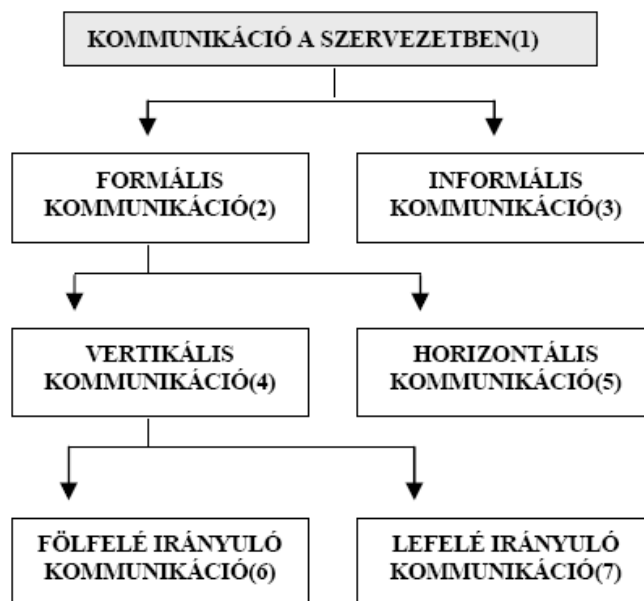 KOMMUNIKÁCIÓ A SZERVEZETBEN(1)
FORMÁLIS
KOMMUNIKÁCIÓ(2)
INFORMÁLIS
KOMMUNIKÁCIÓ(3)
VERTIKÁLIS
KOMMUNIKÁCIÓ(4)
HORIZONTÁLIS
KOMMUNIKÁCIÓ(5)
FÖLFELÉ IRÁNYULÓ
KOMMUNIKÁCIÓ(6)
LEFELÉ IRÁNYULÓ
KOMMUNIKÁCIÓ(7)